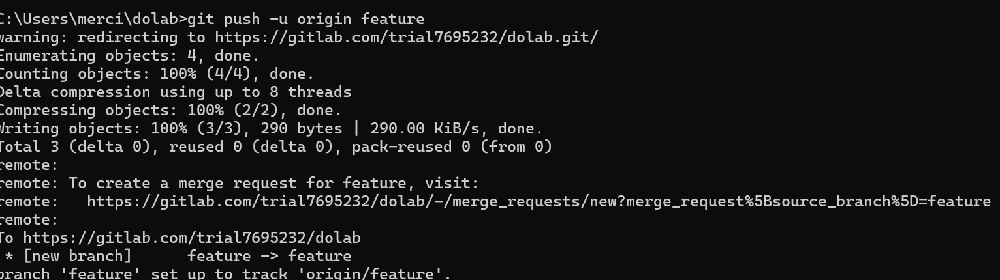 C:\Users\merci\dolab>git push -u origin feature
warning: redirecting to https://gitlab.com/trial7695232/dolab.git/
Enumerating objects: 4, done.
Counting objects: 100% (4/4), done.
Delta compression using up to 8 threads
Compressing objects: 100% (2/2), done.
Writing objects: 100% (3/3), 290 bytes | 290.00 KiB/s, done.
Total 3 (delta 0), reused 0 (delta 0), pack-reused 0 (from 0)
remote:
remote: To create a merge request for feature, visit:
remote:   https://gitlab.com/trial7695232/dolab/-/merge_requests/new?merge_request%5Bsource_branch%5D=feature
remote:
To https://gitlab.com/trial7695232/dolab
 * [new branch]      feature -> feature
branch 'feature' set up to track 'origin/feature'.